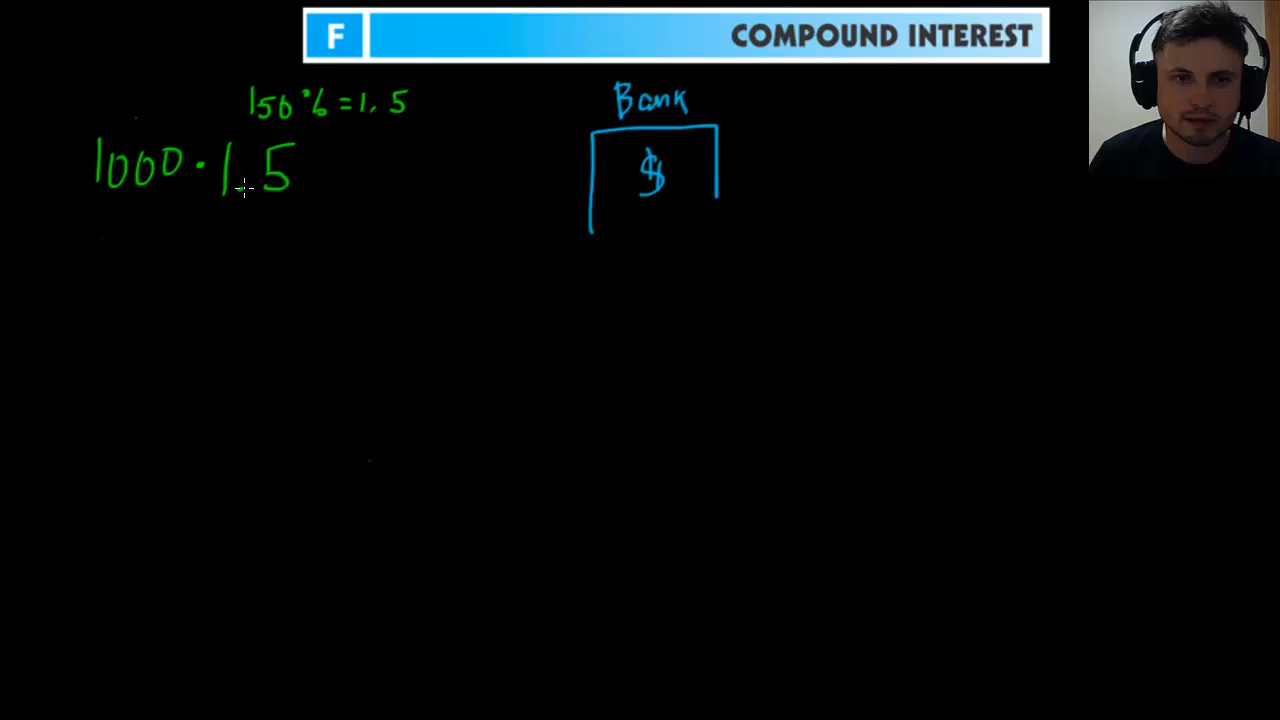 F COMPOUND INTEREST
150% = 1.5
Bank
1000 · 1.5
$